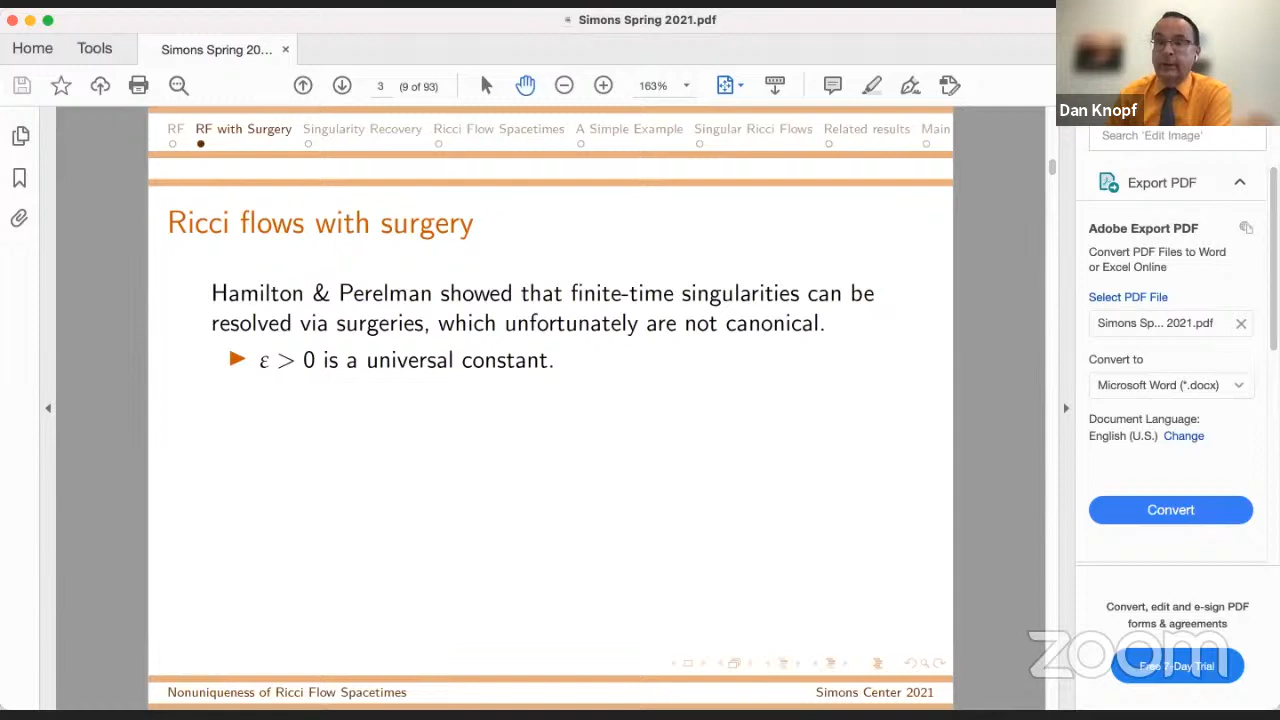 Simons Spring 2021.pdf
Home
Tools
Simons Spring 20...
3
(9 of 93)
163%
Dan Knopf
RF
RF with Surgery
Singularity Recovery
Ricci Flow Spacetimes
A Simple Example
Singular Ricci Flows
Related results
Main
Ricci flows with surgery
Hamilton & Perelman showed that finite-time singularities can be
resolved via surgeries, which unfortunately are not canonical.
ε > 0 is a universal constant.
Nonuniqueness of Ricci Flow Spacetimes
Simons Center 2021
Search 'Edit Image'
Export PDF
Adobe Export PDF
Convert PDF Files to Word
or Excel Online
Select PDF File
Simons Sp... 2021.pdf
Convert to
Microsoft Word (*.docx)
Document Language:
English (U.S.) Change
Convert
Convert, edit and e-sign PDF
forms & agreements
Free 7-Day Trial
zoom